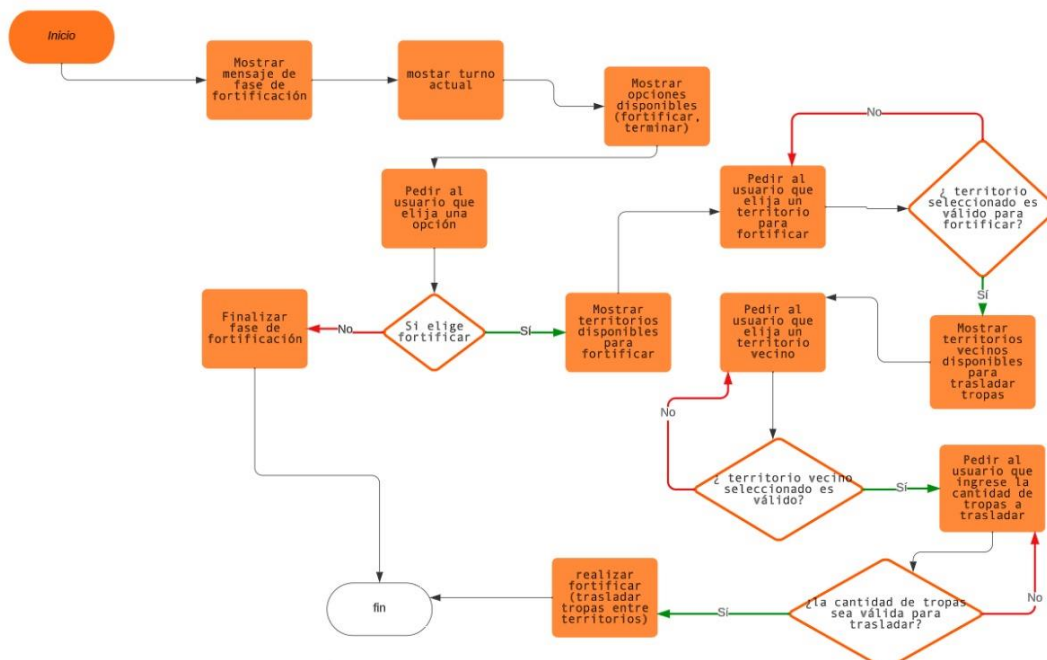 Inicio
Mostrar
mensaje de
fase de
fortificación
mostar turno
actual
Mostrar
opciones
disponibles
(fortificar,
terminar)
Pedir al
usuario que
elija una
opción
Si elige
fortificar
No
Finalizar
fase de
fortificación
Sí
Mostrar
territorios
disponibles
para
fortificar
Pedir al
usuario que
elija un
territorio
para
fortificar
No
¿ territorio
seleccionado es
válido para
fortificar?
Sí
Mostrar
territorios
vecinos
disponibles
para
trasladar
tropas
Pedir al
usuario que
elija un
territorio
vecino
No
¿ territorio vecino
seleccionado es
válido?
Sí
Pedir al
usuario que
ingrese la
cantidad de
tropas a
trasladar
No
¿la cantidad de tropas
sea válida para
trasladar?
Sí
realizar
fortificar
(trasladar
tropas entre
territorios)
fin